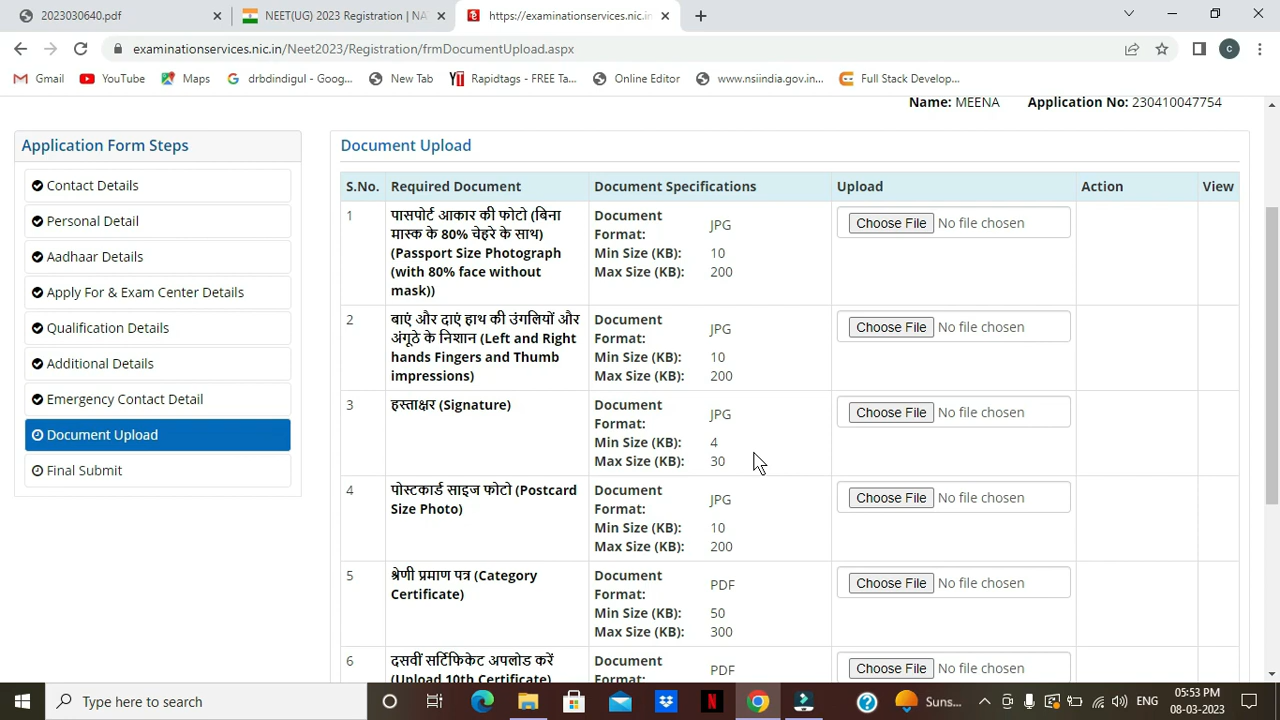 2023030640.pdf
NEET(UG) 2023 Registration | NA
https://examinationservices.nic.in
examinationservices.nic.in/Neet2023/Registration/frmDocumentUpload.aspx
Gmail
YouTube
Maps
drbdindigul - Goog...
New Tab
Rapidtags - FREE Ta...
Online Editor
www.nsiindia.gov.in...
Full Stack Develop...
Name: MEENA Application No: 230410047754
Application Form Steps
Contact Details
Personal Detail
Aadhaar Details
Apply For & Exam Center Details
Qualification Details
Additional Details
Emergency Contact Detail
Document Upload
Final Submit
Document Upload
S.No. Required Document Document Specifications Upload Action View
1
पासपोर्ट आकार की फोटो (बिना
मास्क के 80% चेहरे के साथ)
(Passport Size Photograph
(with 80% face without
mask))
Document
Format: JPG
Min Size (KB): 10
Max Size (KB): 200
Choose File No file chosen
2
बाएं और दाएं हाथ की उंगलियों और
अंगूठे के निशान (Left and Right
hands Fingers and Thumb
impressions)
Document
Format: JPG
Min Size (KB): 10
Max Size (KB): 200
Choose File No file chosen
3
हस्ताक्षर (Signature)
Document
Format: JPG
Min Size (KB): 4
Max Size (KB): 30
Choose File No file chosen
4
पोस्टकार्ड साइज फोटो (Postcard
Size Photo)
Document
Format: JPG
Min Size (KB): 10
Max Size (KB): 200
Choose File No file chosen
5
श्रेणी प्रमाण पत्र (Category
Certificate)
Document
Format: PDF
Min Size (KB): 50
Max Size (KB): 300
Choose File No file chosen
6
दसवीं सर्टिफिकेट अपलोड करें
(Upload 10th Certificate)
Document PDF
Choose File No file chosen
Type here to search
Suns...
ENG
05:53 PM
08-03-2023